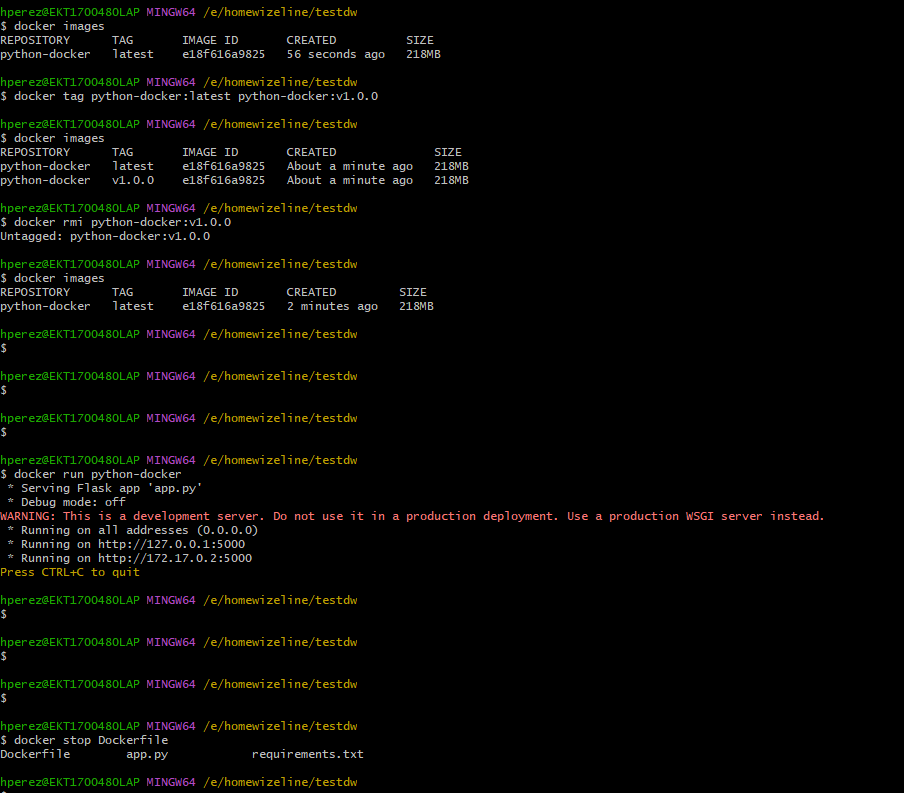 hperez@EKT1700480LAP MINGW64 /e/homewizeline/testdw
$ docker images
REPOSITORY      TAG       IMAGE ID       CREATED          SIZE
python-docker   latest    e18f616a9825   56 seconds ago   218MB
hperez@EKT1700480LAP MINGW64 /e/homewizeline/testdw
$ docker tag python-docker:latest python-docker:v1.0.0
hperez@EKT1700480LAP MINGW64 /e/homewizeline/testdw
$ docker images
REPOSITORY      TAG       IMAGE ID       CREATED              SIZE
python-docker   latest    e18f616a9825   About a minute ago   218MB
python-docker   v1.0.0    e18f616a9825   About a minute ago   218MB
hperez@EKT1700480LAP MINGW64 /e/homewizeline/testdw
$ docker rmi python-docker:v1.0.0
Untagged: python-docker:v1.0.0
hperez@EKT1700480LAP MINGW64 /e/homewizeline/testdw
$ docker images
REPOSITORY      TAG       IMAGE ID       CREATED         SIZE
python-docker   latest    e18f616a9825   2 minutes ago   218MB
hperez@EKT1700480LAP MINGW64 /e/homewizeline/testdw
$
hperez@EKT1700480LAP MINGW64 /e/homewizeline/testdw
$
hperez@EKT1700480LAP MINGW64 /e/homewizeline/testdw
$
hperez@EKT1700480LAP MINGW64 /e/homewizeline/testdw
$ docker run python-docker
 * Serving Flask app 'app.py'
 * Debug mode: off
WARNING: This is a development server. Do not use it in a production deployment. Use a production WSGI server instead.
 * Running on all addresses (0.0.0.0)
 * Running on http://127.0.0.1:5000
 * Running on http://172.17.0.2:5000
Press CTRL+C to quit
hperez@EKT1700480LAP MINGW64 /e/homewizeline/testdw
$
hperez@EKT1700480LAP MINGW64 /e/homewizeline/testdw
$
hperez@EKT1700480LAP MINGW64 /e/homewizeline/testdw
$
hperez@EKT1700480LAP MINGW64 /e/homewizeline/testdw
$ docker stop Dockerfile
Dockerfile        app.py            requirements.txt
hperez@EKT1700480LAP MINGW64 /e/homewizeline/testdw